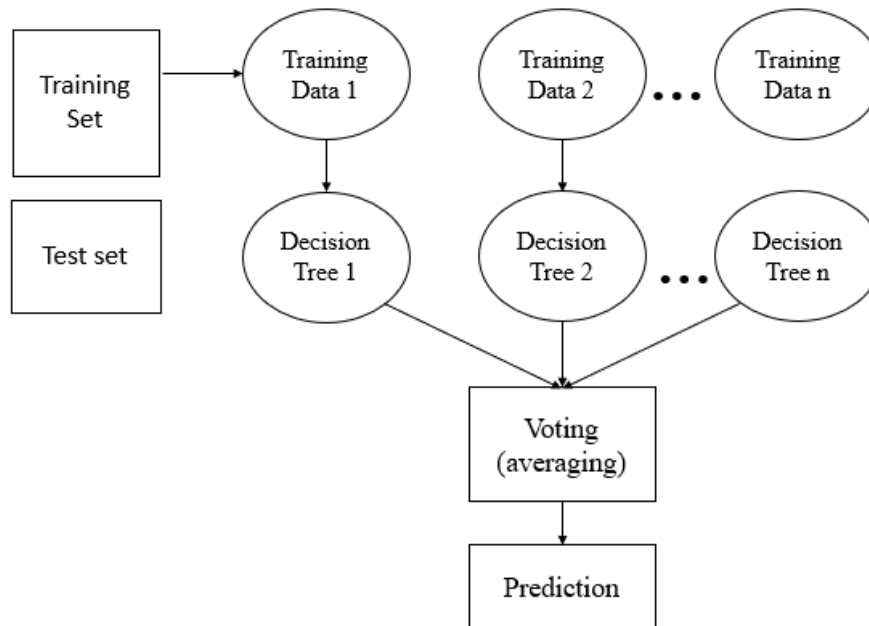 Training
Set
Training
Data 1
Training
Data 2
...
Training
Data n
Test set
Decision
Tree 1
Decision
Tree 2
...
Decision
Tree n
Voting
(averaging)
Prediction